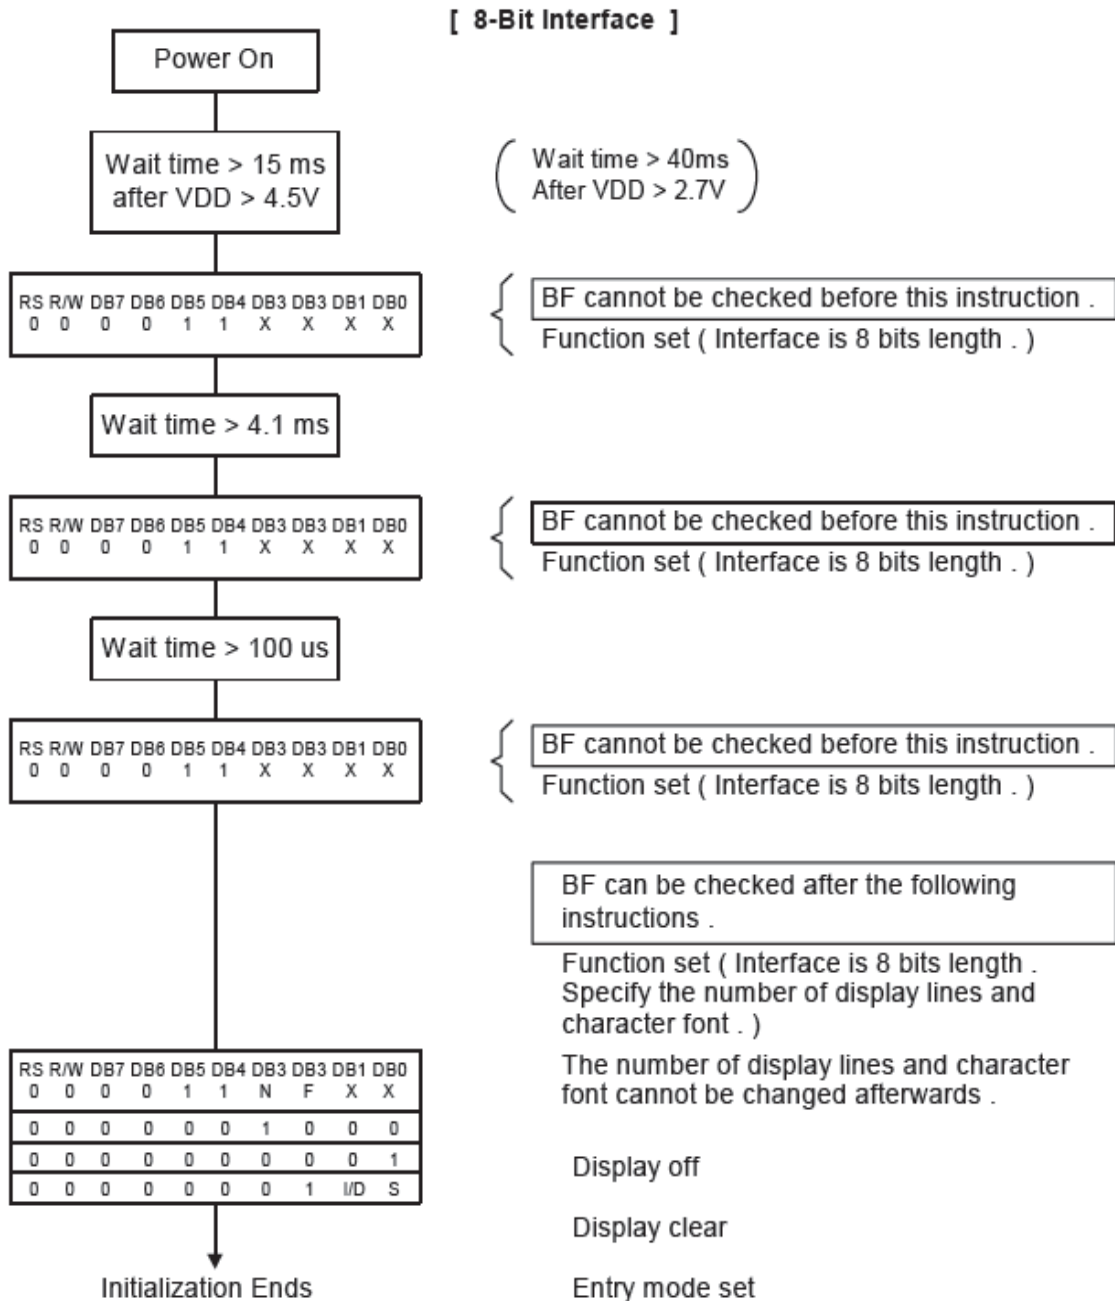 [ 8-Bit Interface ]
Power On
Wait time > 15 ms
after VDD > 4.5V
Wait time > 40ms
After VDD > 2.7V
RS R/W DB7 DB6 DB5 DB4 DB3 DB3 DB1 DB0
0 0 0 0 1 1 X X X X
BF cannot be checked before this instruction .
Function set ( Interface is 8 bits length . )
Wait time > 4.1 ms
RS R/W DB7 DB6 DB5 DB4 DB3 DB3 DB1 DB0
0 0 0 0 1 1 X X X X
BF cannot be checked before this instruction .
Function set ( Interface is 8 bits length . )
Wait time > 100 us
RS R/W DB7 DB6 DB5 DB4 DB3 DB3 DB1 DB0
0 0 0 0 1 1 X X X X
BF cannot be checked before this instruction .
Function set ( Interface is 8 bits length . )
BF can be checked after the following
instructions .
Function set ( Interface is 8 bits length .
Specify the number of display lines and
character font . )
The number of display lines and character
font cannot be changed afterwards .
RS R/W DB7 DB6 DB5 DB4 DB3 DB3 DB1 DB0
0 0 0 0 1 1 N F X X
0 0 0 0 0 0 1 0 0 0
0 0 0 0 0 0 0 0 0 1
0 0 0 0 0 0 0 1 I/D S
Display off
Display clear
Entry mode set
Initialization Ends